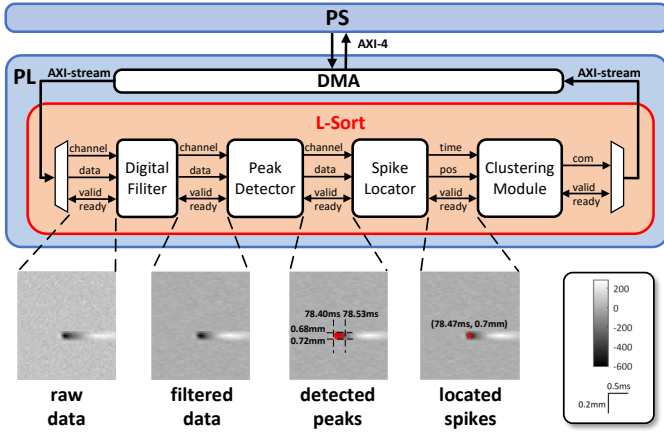 PS
AXI-4
PL
AXI-stream
DMA
AXI-stream
L-Sort
channel
data
valid
ready
Digital
Filiter
channel
data
valid
ready
Peak
Detector
channel
data
valid
ready
Spike
Locator
time
pos
valid
ready
Clustering
Module
com
valid
ready
78.40ms 78.53ms
0.68mm
0.72mm
(78.47ms, 0.7mm)
raw
data
filtered
data
detected
peaks
located
spikes
200
0
-200
-400
-600
0.5ms
0.2mm